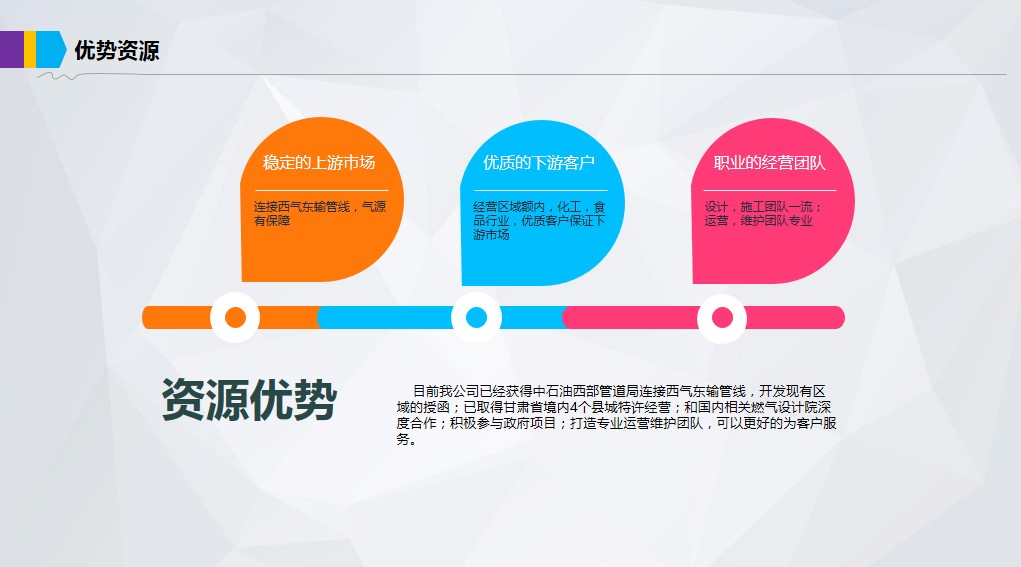 优势资源
稳定的上游市场
连接西气东输管线，气源
有保障
优质的下游客户
经营区域额内，化工，食
品行业，优质客户保证下
游市场
职业的经营团队
设计，施工团队一流；
运营，维护团队专业
资源优势
目前我公司已经获得中石油西部管道局连接西气东输管线，开发现有区
域的授函；已取得甘肃省境内4个县城特许经营；和国内相关燃气设计院深
度合作；积极参与政府项目；打造专业运营维护团队，可以更好的为客户服
务。